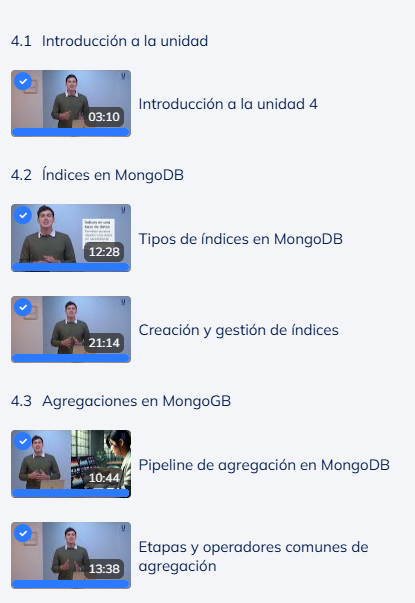 4.1 Introducción a la unidad
03:10
Introducción a la unidad 4
4.2 Índices en MongoDB
12:28
Tipos de índices en MongoDB
21:14
Creación y gestión de índices
4.3 Agregaciones en MongoGB
10:44
Pipeline de agregación en MongoDB
13:38
Etapas y operadores comunes de
agregación